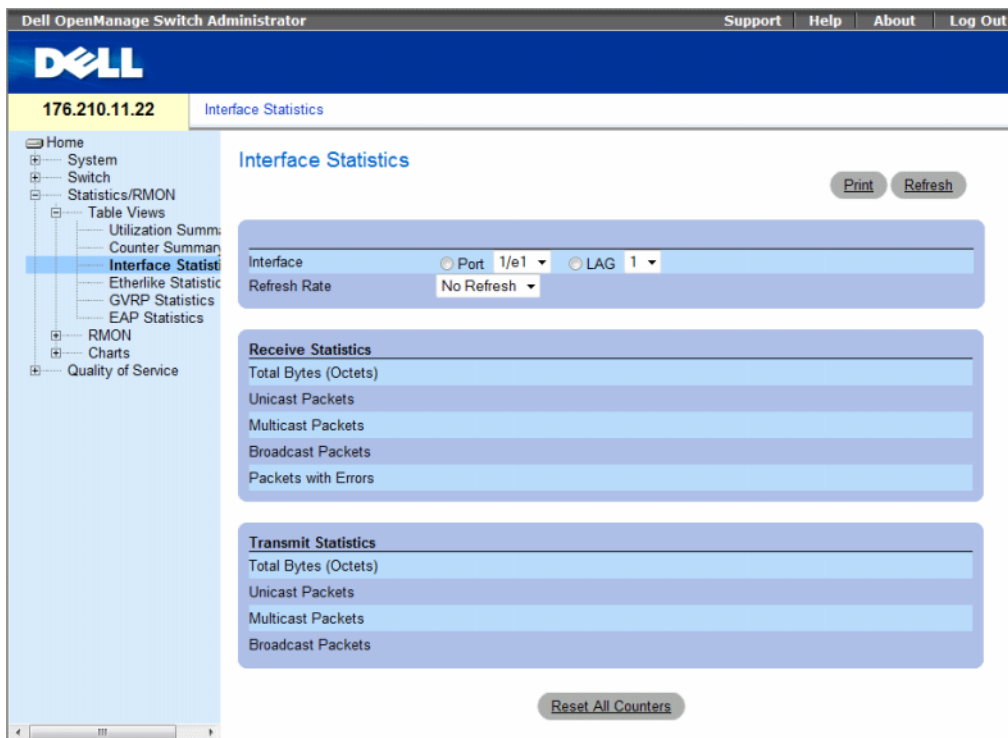 Dell OpenManage Switch Administrator Support Help About Log Out
DELL
176.210.11.22 Interface Statistics
Home
System
Switch
Statistics/RMON
Table Views
Utilization Summa
Counter Summary
Interface Statisti
Etherlike Statistic
GVRP Statistics
EAP Statistics
RMON
Charts
Quality of Service
Interface Statistics
Print Refresh
Interface Port 1/e1 LAG 1
Refresh Rate No Refresh
Receive Statistics
Total Bytes (Octets)
Unicast Packets
Multicast Packets
Broadcast Packets
Packets with Errors
Transmit Statistics
Total Bytes (Octets)
Unicast Packets
Multicast Packets
Broadcast Packets
Reset All Counters